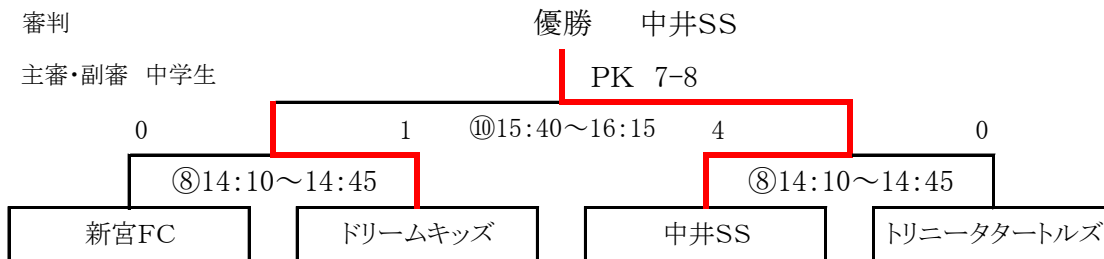 審判
優勝 中井SS
主審・副審 中学生
PK 7-8
0
1
⑩15:40～16:15
4
0
⑧14:10～14:45
⑧14:10～14:45
新宮FC
ドリームキッズ
中井SS
トリニータタートルズ